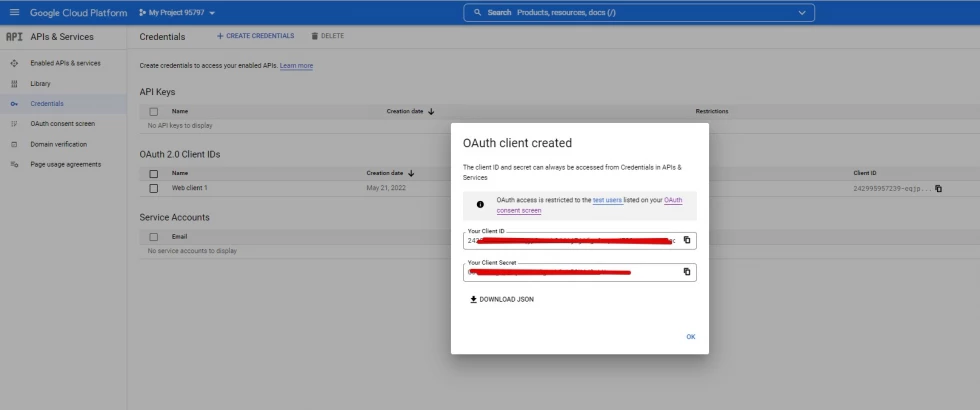 Google Cloud Platform
My Project 95797
Search Products, resources, docs (/)
API APIs & Services
Credentials
+ CREATE CREDENTIALS
DELETE
Enabled APIs & services
Library
Credentials
OAuth consent screen
Domain verification
Page usage agreements
Create credentials to access your enabled APIs. Learn more
API Keys
Name
Creation date
Restrictions
No API keys to display
OAuth 2.0 Client IDs
Name
Creation date
Client ID
Web client 1
May 21, 2022
242995957239-oqjp...
Service Accounts
Email
No service accounts to display
OAuth client created
The client ID and secret can always be accessed from Credentials in APIs &
Services
OAuth access is restricted to the test users listed on your OAuth
consent screen
Your Client ID
Your Client Secret
DOWNLOAD JSON
OK